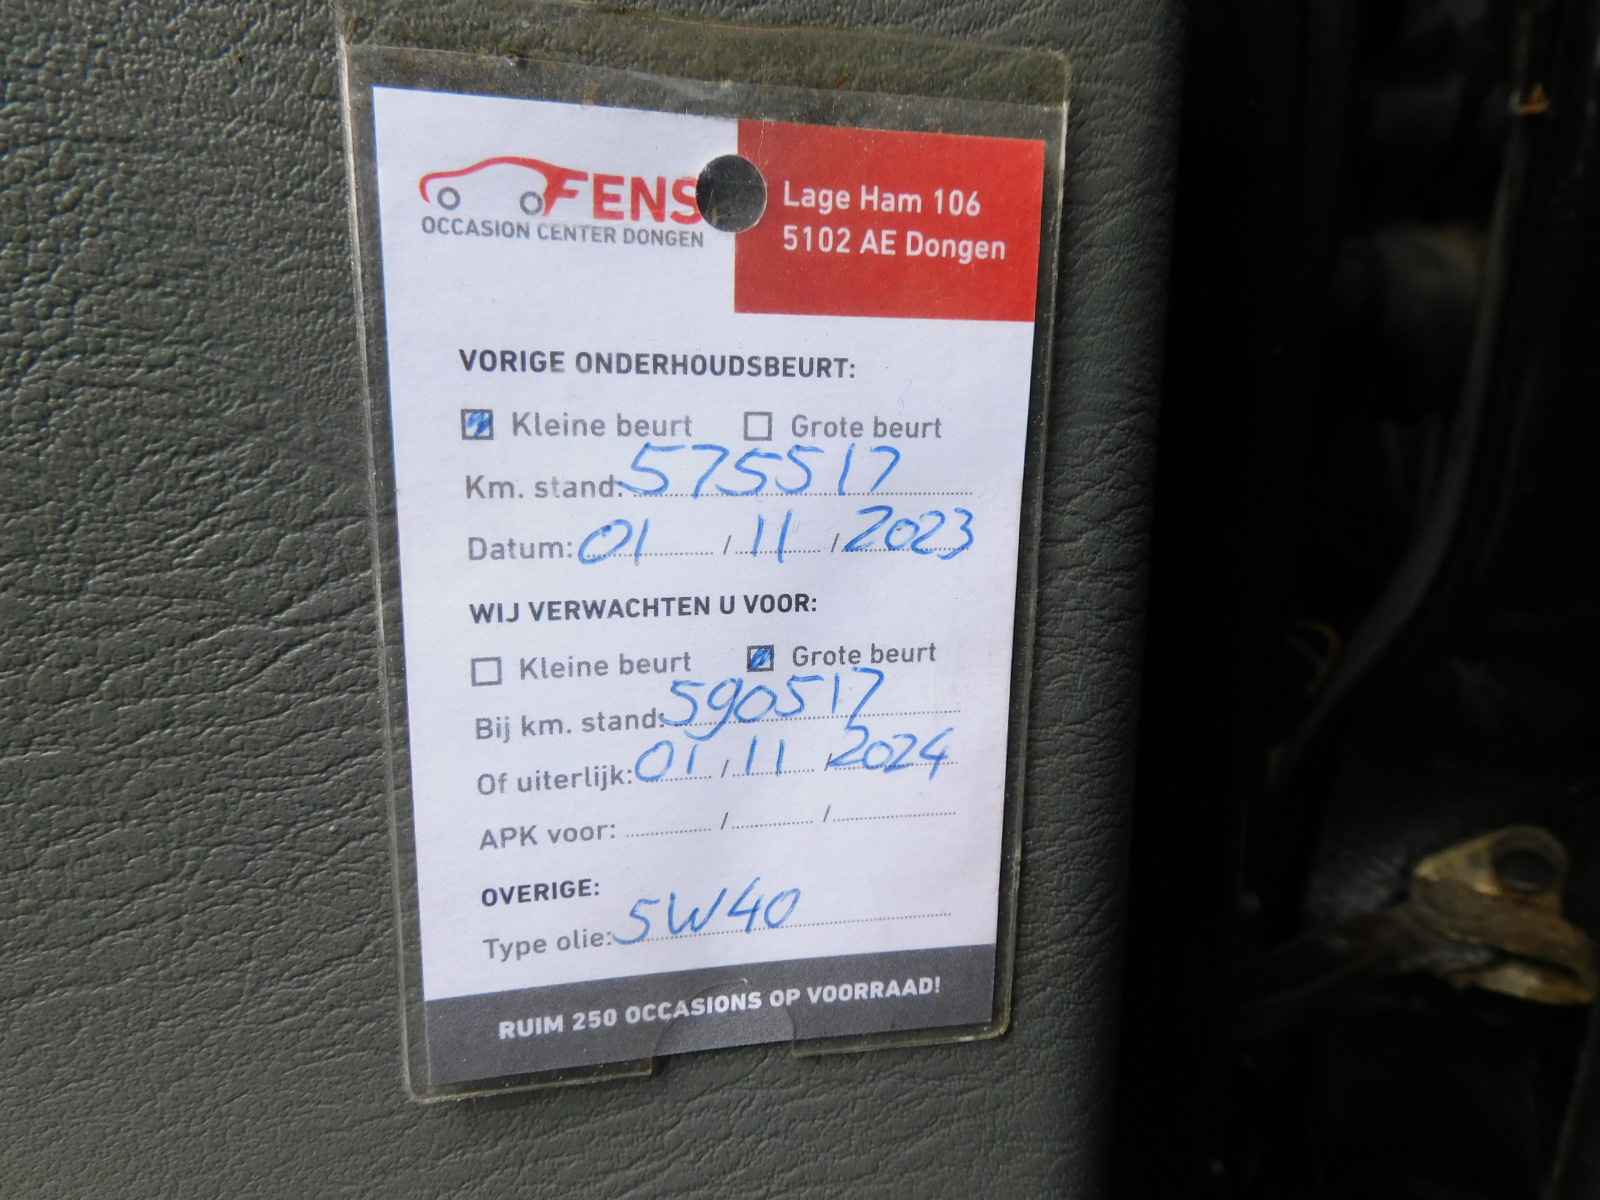 FENS
OCCASION CENTER DONGEN
Lage Ham 106
5102 AE Dongen
VORIGE ONDERHOUDSBEURT:
Kleine beurt Grote beurt
Km. stand: 575517
Datum: 01 / 11 / 2023
WIJ VERWACHTEN U VOOR:
Kleine beurt Grote beurt
Bij km. stand: 590517
Of uiterlijk: 01 / 11 / 2024
APK voor: / /
OVERIGE:
Type olie: 5W40
RUIM 250 OCCASIONS OP VOORRAAD!